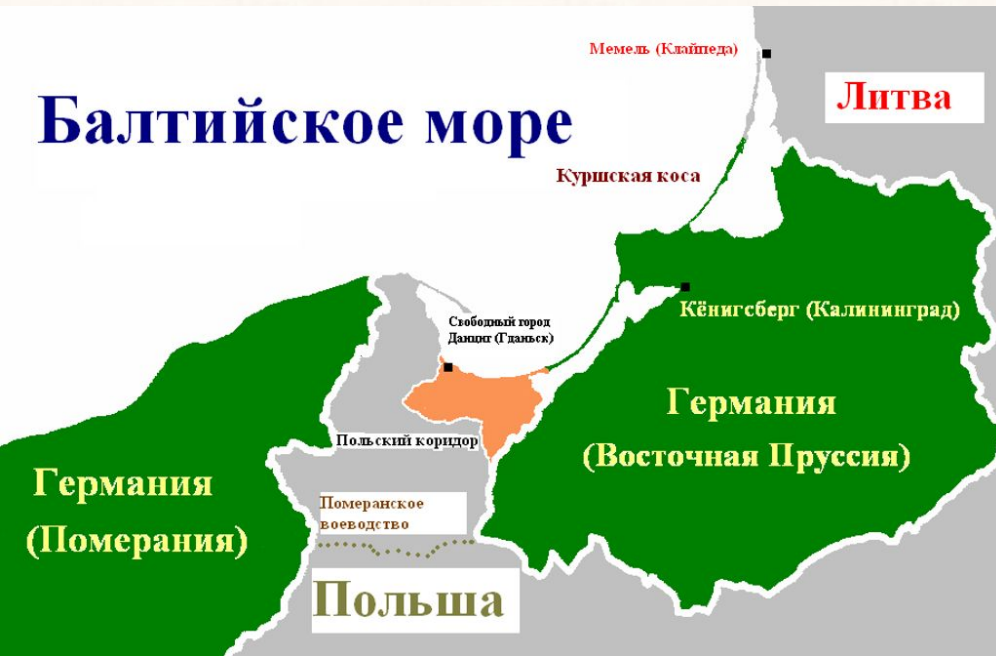 Мемель (Клайпеда)
Литва
Балтийское море
Куршская коса
Кёнигсберг (Калининград)
Свободный город
Данциг (Гданьск)
Германия
(Восточная Пруссия)
Польский коридор
Германия
(Померания)
Померанское
воеводство
Польша